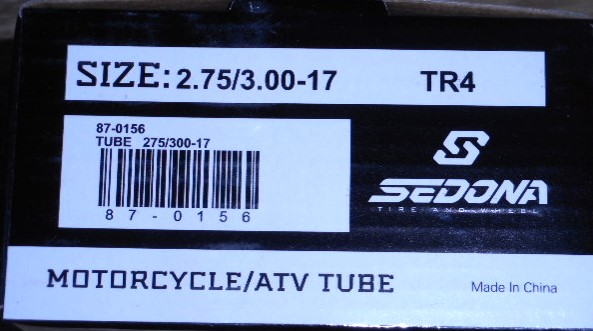 SIZE: 2.75/3.00-17 TR4
87-0156
TUBE 275/300-17
87-0156
SEDONA
TIRE AND WHEEL
MOTORCYCLE/ATV TUBE
Made In China